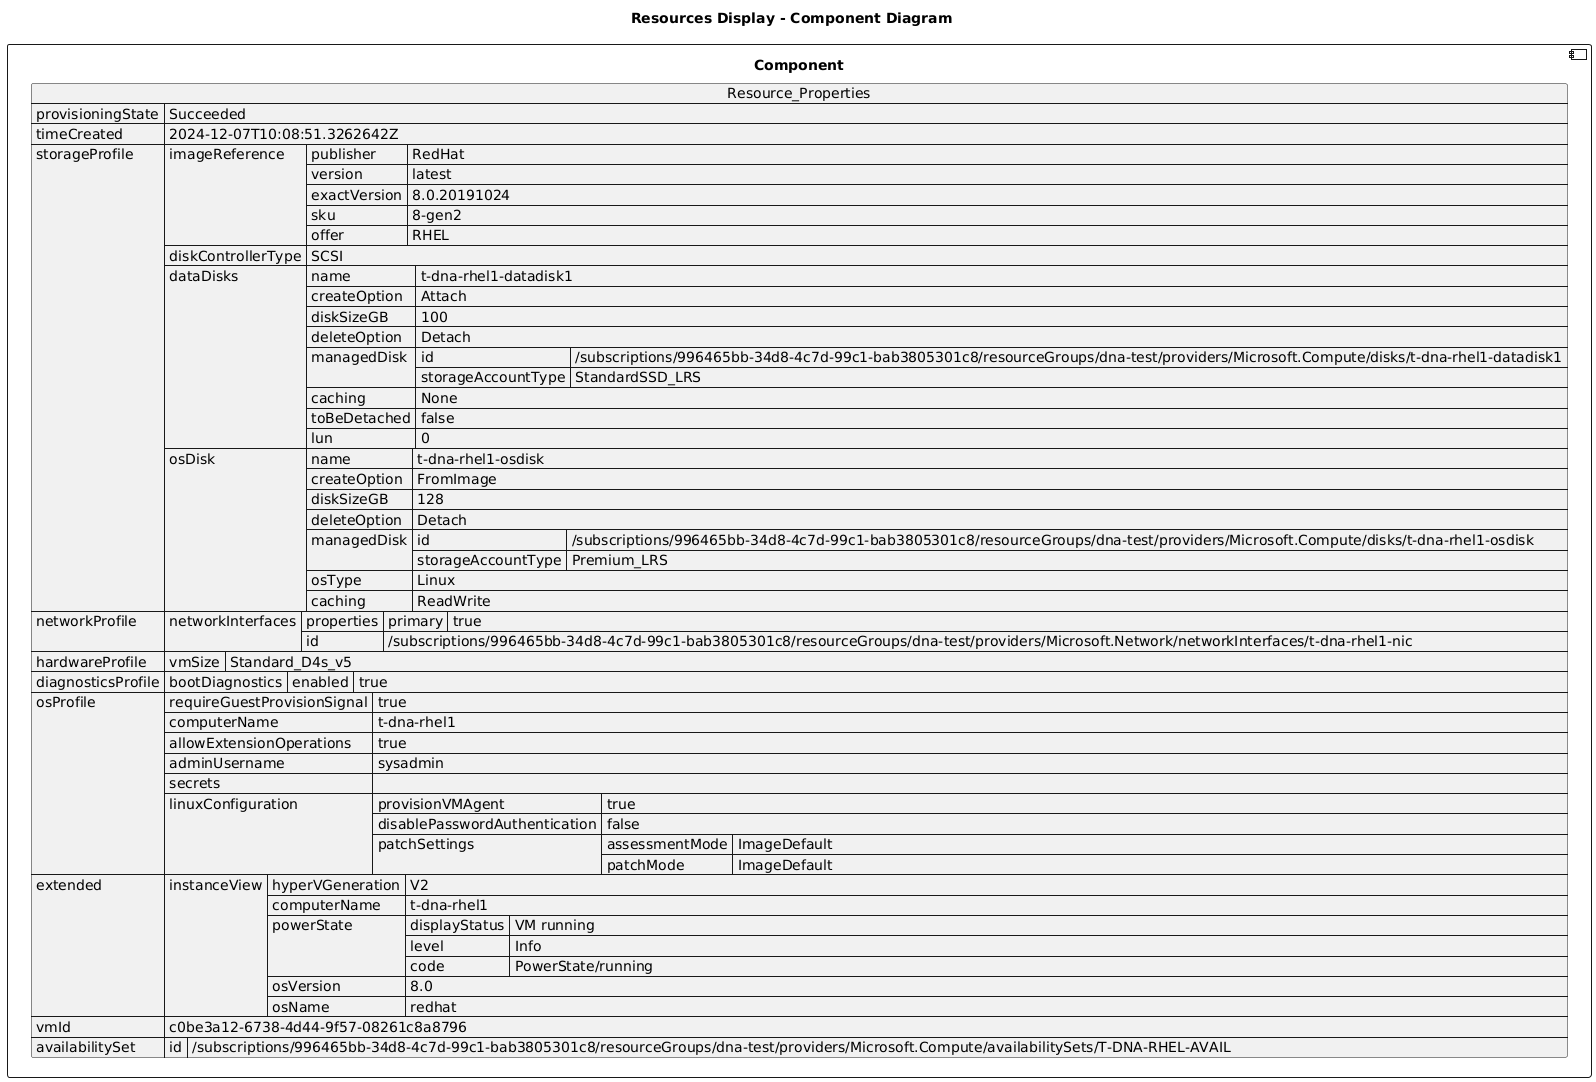 Resources Display - Component Diagram
Component
Resource_Properties
provisioningState Succeeded
timeCreated 2024-12-07T10:08:51.3262642Z
storageProfile imageReference publisher RedHat
version latest
exactVersion 8.0.20191024
sku 8-gen2
offer RHEL
diskControllerType SCSI
dataDisks name t-dna-rhel1-datadisk1
createOption Attach
diskSizeGB 100
deleteOption Detach
managedDisk id /subscriptions/996465bb-34d8-4c7d-99c1-bab3805301c8/resourceGroups/dna-test/providers/Microsoft.Compute/disks/t-dna-rhel1-datadisk1
storageAccountType StandardSSD_LRS
caching None
toBeDetached false
lun 0
osDisk name t-dna-rhel1-osdisk
createOption FromImage
diskSizeGB 128
deleteOption Detach
managedDisk id /subscriptions/996465bb-34d8-4c7d-99c1-bab3805301c8/resourceGroups/dna-test/providers/Microsoft.Compute/disks/t-dna-rhel1-osdisk
storageAccountType Premium_LRS
osType Linux
caching ReadWrite
networkProfile networkInterfaces properties primary true
id /subscriptions/996465bb-34d8-4c7d-99c1-bab3805301c8/resourceGroups/dna-test/providers/Microsoft.Network/networkInterfaces/t-dna-rhel1-nic
hardwareProfile vmSize Standard_D4s_v5
diagnosticsProfile bootDiagnostics enabled true
osProfile requireGuestProvisionSignal true
computerName t-dna-rhel1
allowExtensionOperations true
adminUsername sysadmin
secrets
linuxConfiguration provisionVMAgent true
disablePasswordAuthentication false
patchSettings assessmentMode ImageDefault
patchMode ImageDefault
extended instanceView hyperVGeneration V2
computerName t-dna-rhel1
powerState displayStatus VM running
level Info
code PowerState/running
osVersion 8.0
osName redhat
vmId c0be3a12-6738-4d44-9f57-08261c8a8796
availabilitySet id /subscriptions/996465bb-34d8-4c7d-99c1-bab3805301c8/resourceGroups/dna-test/providers/Microsoft.Compute/availabilitySets/T-DNA-RHEL-AVAIL